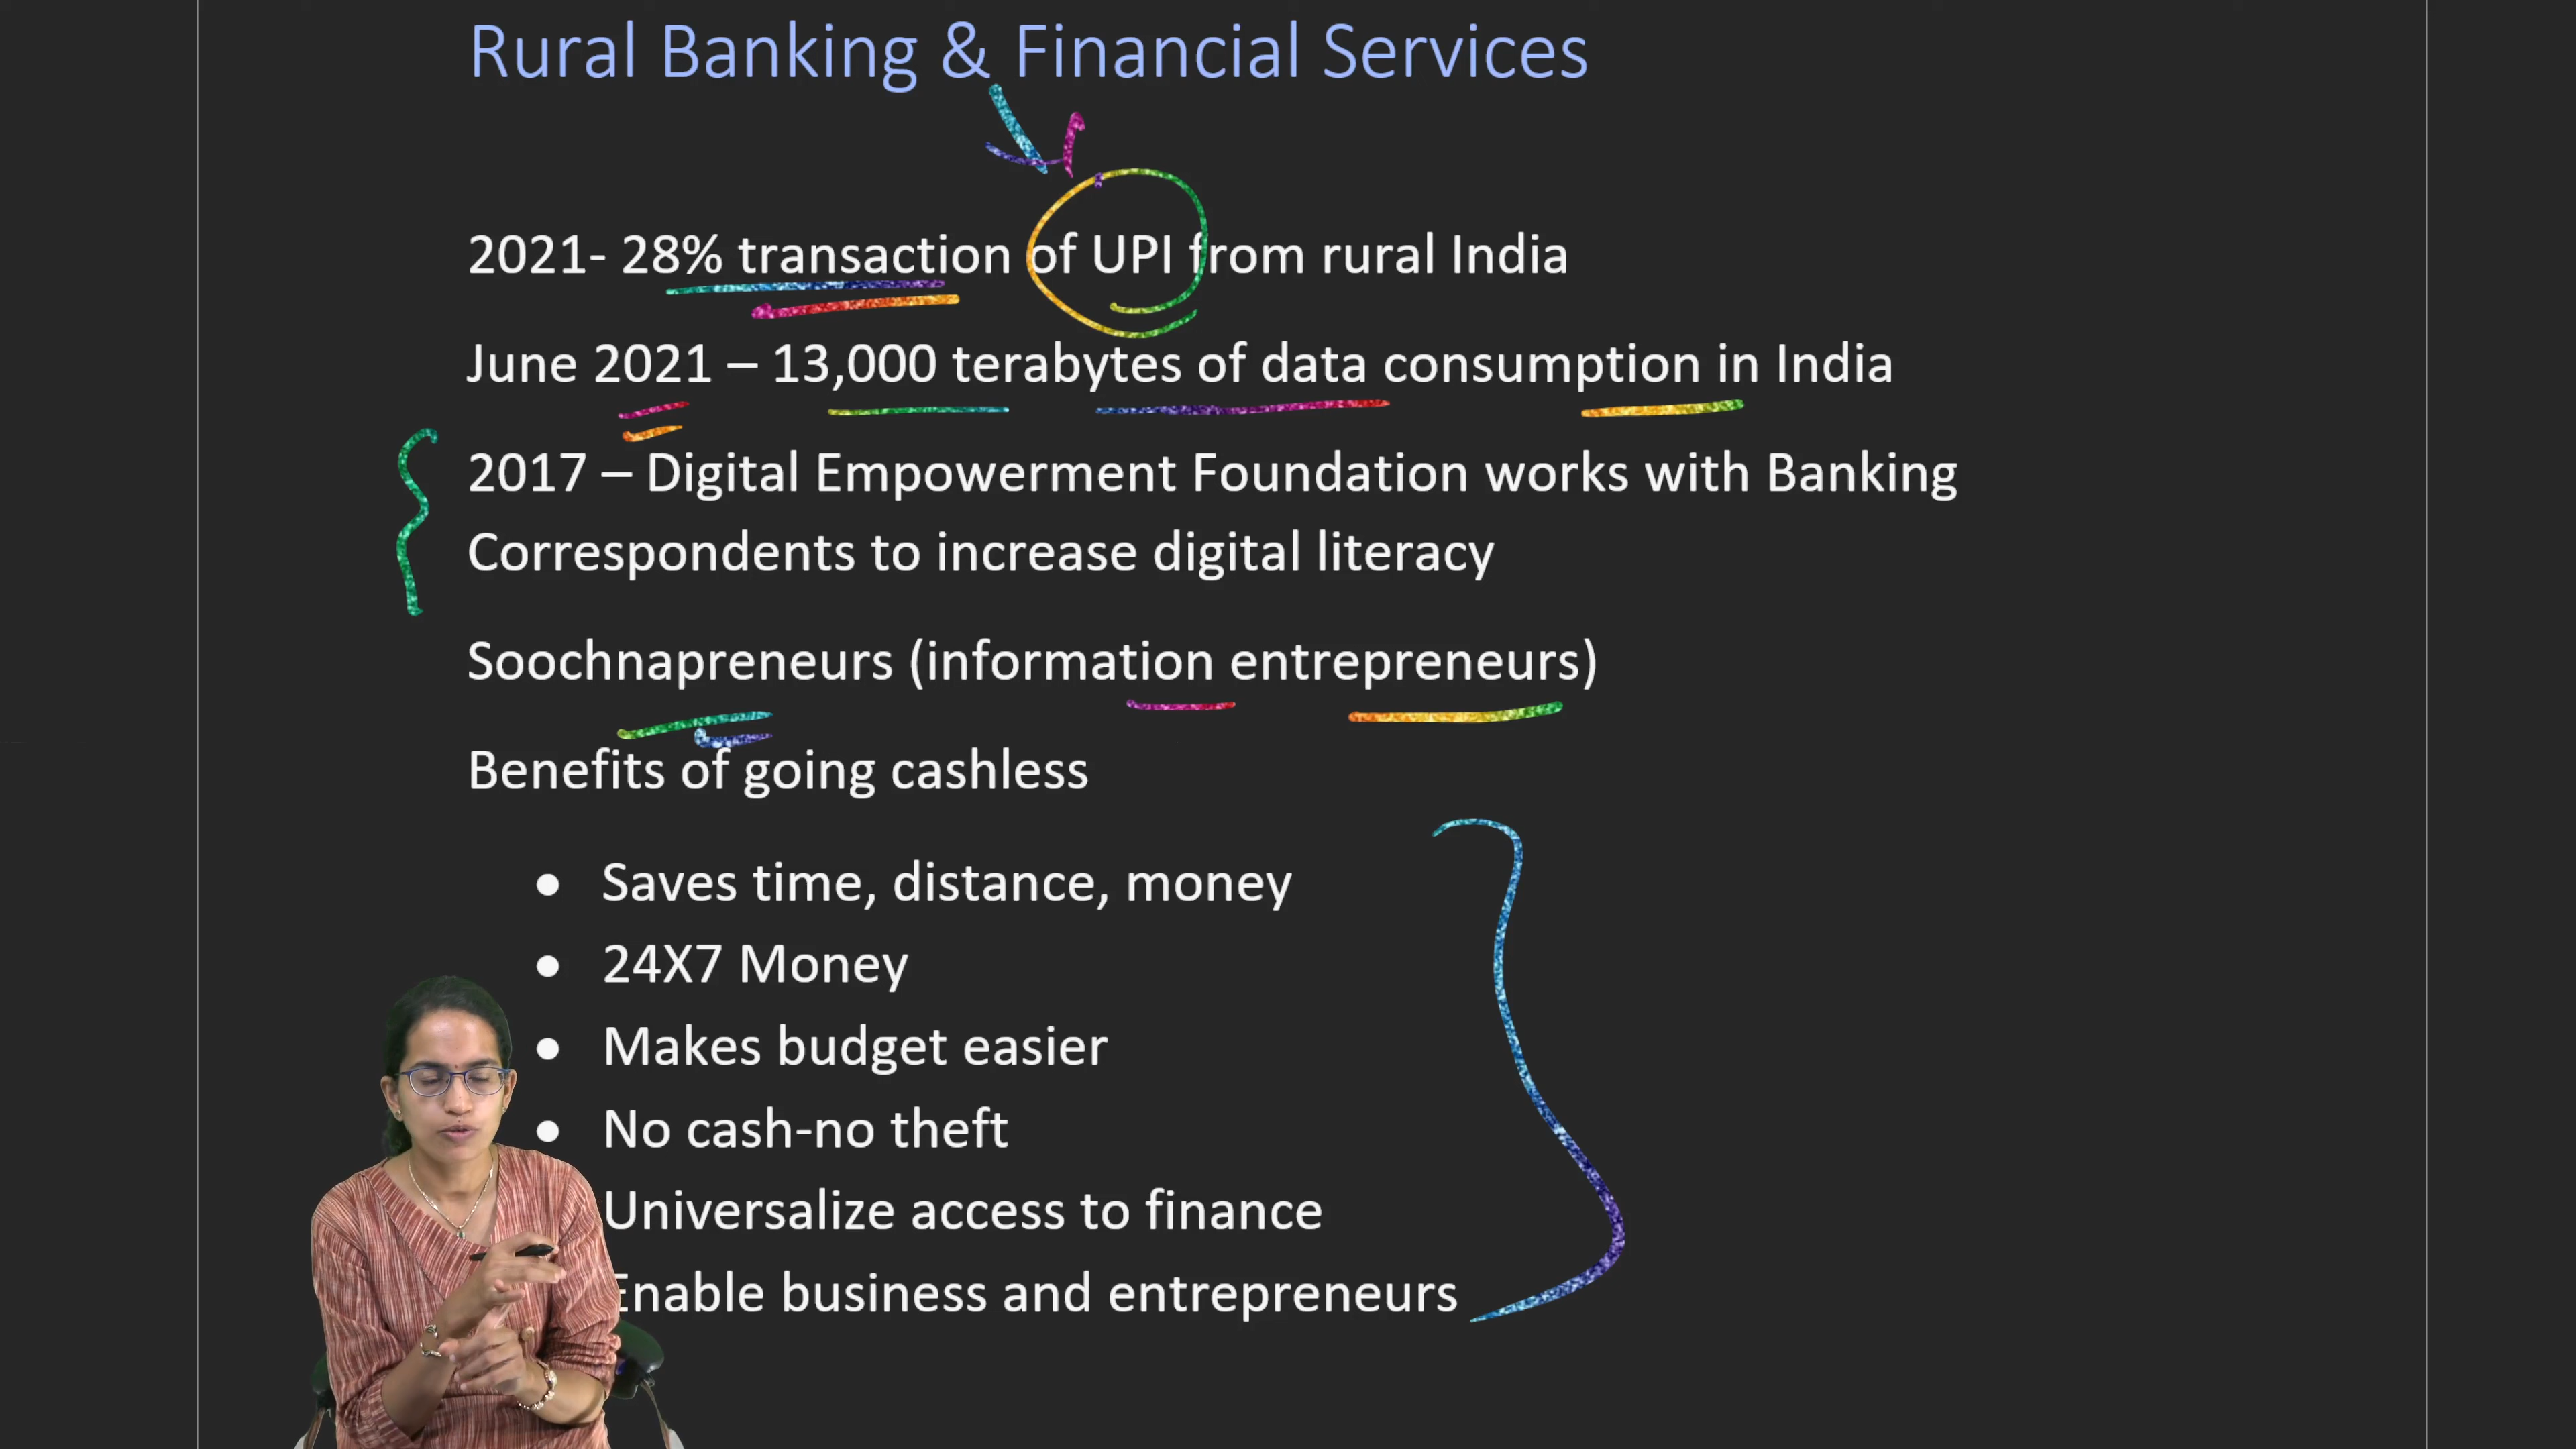 Rural Banking & Financial Services
2021- 28% transaction of UPI from rural India
June 2021 – 13,000 terabytes of data consumption in India
2017 – Digital Empowerment Foundation works with Banking
Correspondents to increase digital literacy
Soochnapreneurs (information entrepreneurs)
Benefits of going cashless
● Saves time, distance, money
● 24X7 Money
● Makes budget easier
● No cash-no theft
Universalize access to finance
Enable business and entrepreneurs